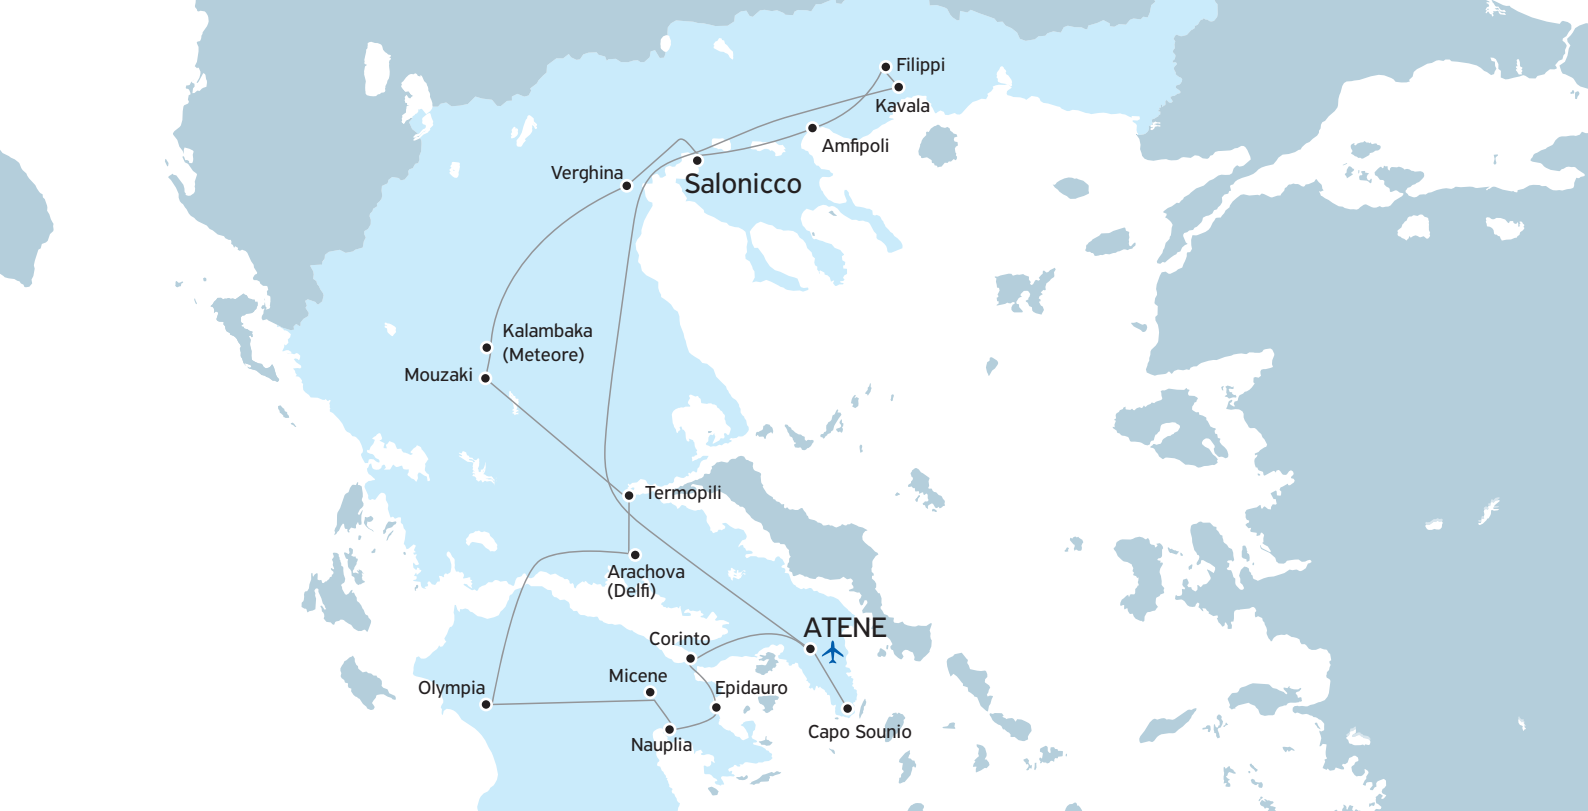 Filippi
Kavala
Amfipoli
Verghina
Salonicco
Kalambaka
(Meteore)
Mouzaki
Termopili
Arachova
(Delfi)
ATENE
Corinto
Micene
Olympia
Epidauro
Capo Sounio
Nauplia